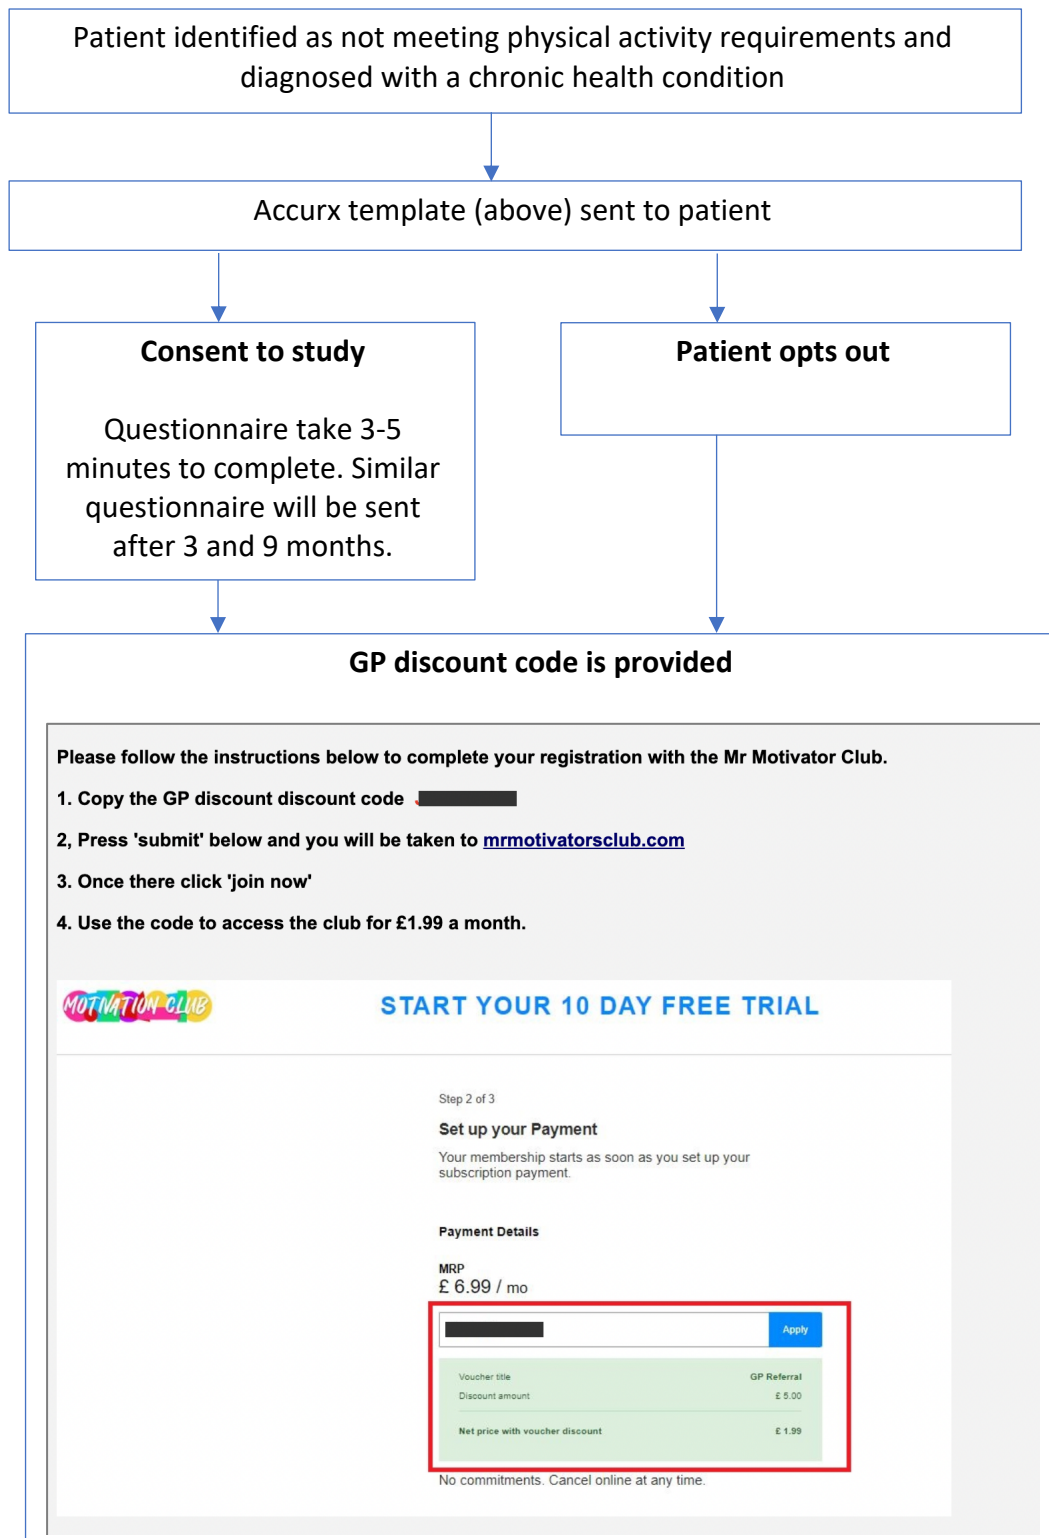 Patient identified as not meeting physical activity requirements and
diagnosed with a chronic health condition
Accurx template (above) sent to patient
Consent to study
Questionnaire take 3-5
minutes to complete. Similar
questionnaire will be sent
after 3 and 9 months.
Patient opts out
GP discount code is provided
Please follow the instructions below to complete your registration with the Mr Motivator Club.
1. Copy the GP discount discount code
2, Press 'submit' below and you will be taken to mrmotivatorsclub.com
3. Once there click 'join now'
4. Use the code to access the club for £1.99 a month.
MOTIVATION CLUB
START YOUR 10 DAY FREE TRIAL
Step 2 of 3
Set up your Payment
Your membership starts as soon as you set up your
subscription payment.
Payment Details
MRP
£ 6.99 / mo
Apply
Voucher title GP Referral
Discount amount £ 5.00
Net price with voucher discount £ 1.99
No commitments. Cancel online at any time.